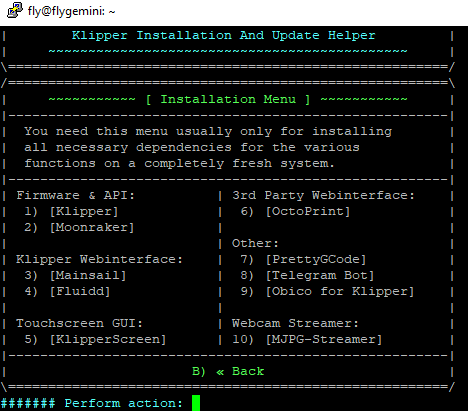 fly@flygemini: ~
|        Klipper Installation And Update Helper         |
|     ~~~~~~~~~~~~~~~~~~~~~~~~~~~~~~~~~~~~~~~~~~~~~     |
\=======================================================/
/=======================================================\
|     ~~~~~~~~~~~ [ Installation Menu ] ~~~~~~~~~~~     |
|-------------------------------------------------------|
|  You need this menu usually only for installing       |
|  all necessary dependencies for the various           |
|  functions on a completely fresh system.              |
|-------------------------------------------------------|
| Firmware & API:          | 3rd Party Webinterface:    |
|  1) [Klipper]            |  6) [OctoPrint]            |
|  2) [Moonraker]          |                            |
|                          | Other:                     |
| Klipper Webinterface:    |  7) [PrettyGCode]          |
|  3) [Mainsail]           |  8) [Telegram Bot]         |
|  4) [Fluidd]             |  9) [Obico for Klipper]    |
|                          |                            |
| Touchscreen GUI:         | Webcam Streamer:           |
|  5) [KlipperScreen]      | 10) [MJPG-Streamer]        |
|-------------------------------------------------------|
|                       B) « Back                       |
\=======================================================/
####### Perform action: